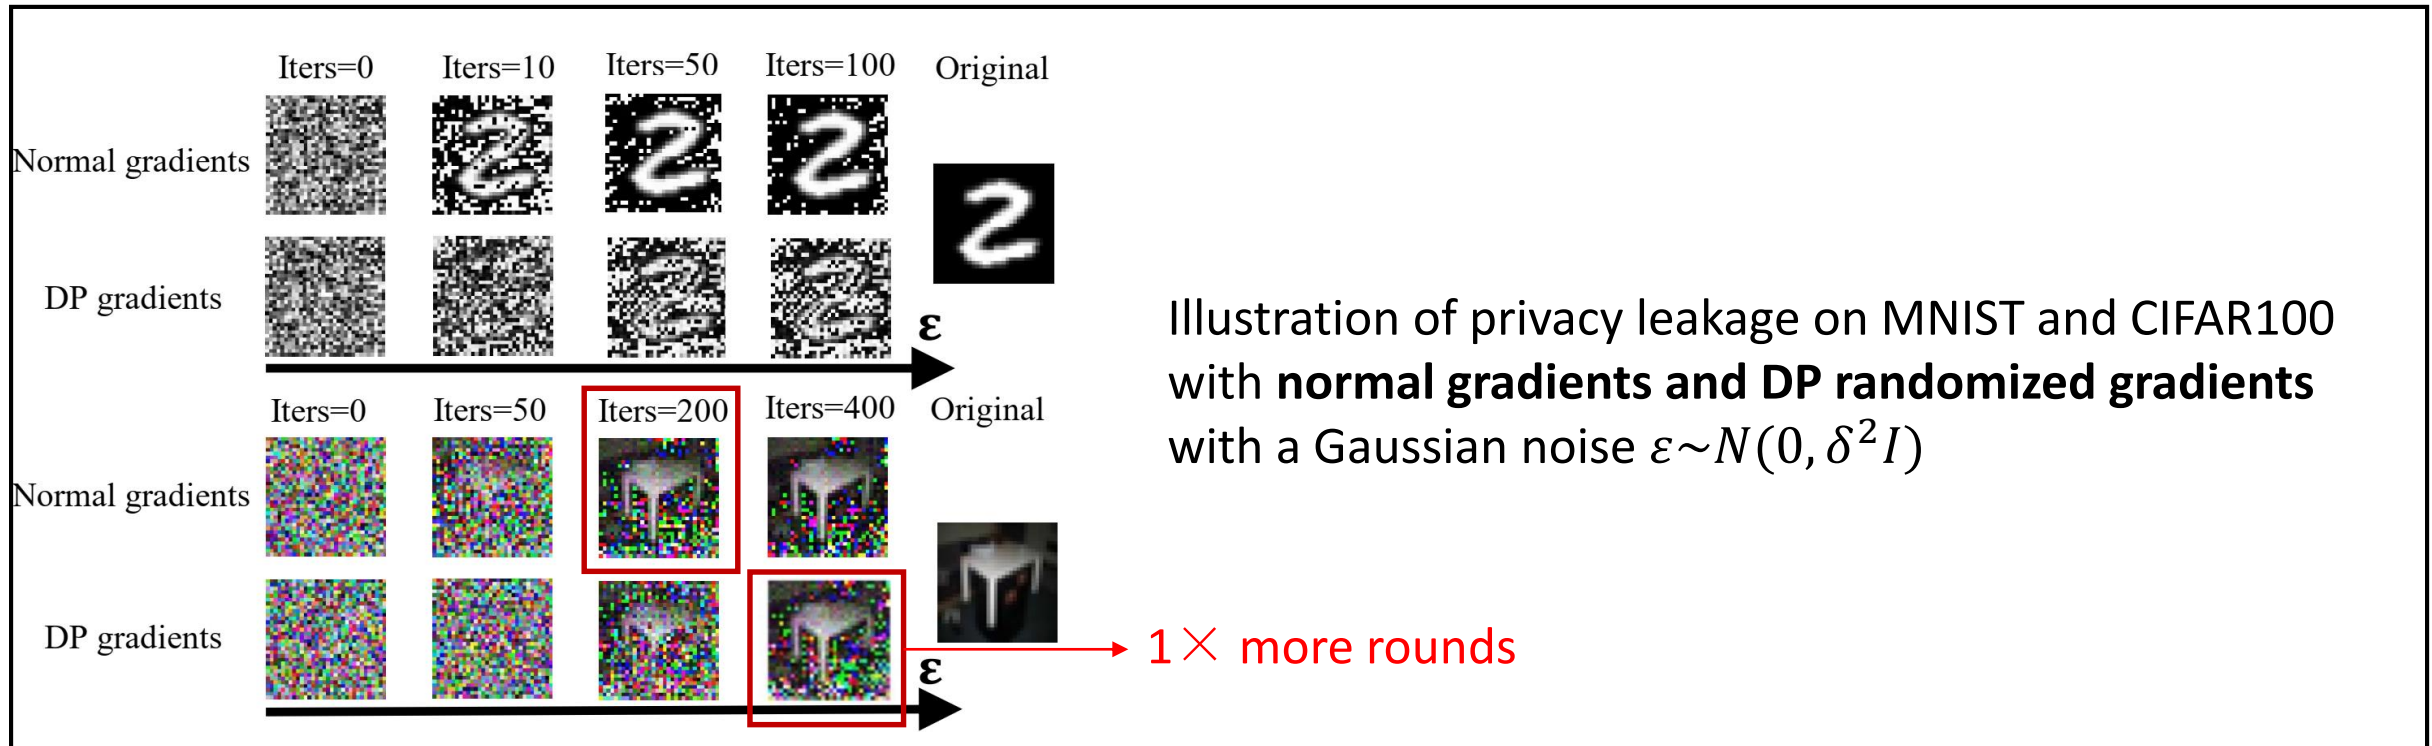 Iters=0 Iters=10 Iters=50 Iters=100 Original
Normal gradients
DP gradients
ε
Iters=0 Iters=50 Iters=200 Iters=400 Original
Normal gradients
DP gradients
ε
Illustration of privacy leakage on MNIST and CIFAR100
with normal gradients and DP randomized gradients
with a Gaussian noise ε~N(0, δ²I)
1× more rounds